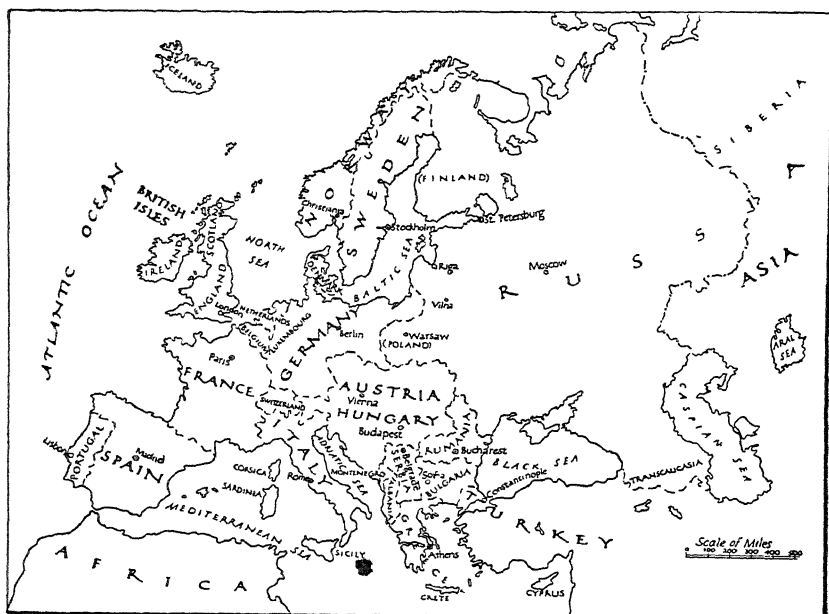 ICELAND
SIBERIA
ATLANTIC OCEAN
BRITISH
ISLES
SCOTLAND
IRELAND
ENGLAND
London
NORTH
SEA
NORWAY
Christiania
SWEDEN
Stockholm
(FINLAND)
St. Petersburg
BALTIC SEA
DENMARK
Riga
Moscow
RUSSIA
ASIA
Vilna
NETHERLANDS
BELGIUM
LUXEMBOURG
GERMANY
Berlin
Warsaw
(POLAND)
ARAL
SEA
Paris
FRANCE
SWITZERLAND
AUSTRIA
Vienna
HUNGARY
Budapest
CASPIAN SEA
ITALY
ADRIATIC SEA
RUMANIA
Bucharest
Belgrade
SERBIA
MONTENEGRO
Sofia
BULGARIA
ALBANIA
BLACK SEA
TRANSCAUCASIA
Constantinople
Lisbon
PORTUGAL
Madrid
SPAIN
CORSICA
SARDINIA
Rome
MEDITERRANEAN SEA
SICILY
GREECE
Athens
CRETE
TURKEY
CYPRUS
AFRICA
Scale of Miles
0 100 200 300 400 500